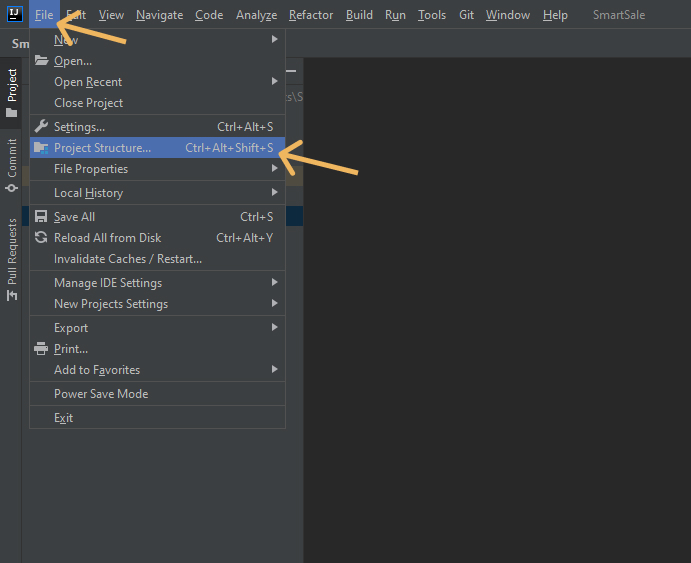 IJ File Edit View Navigate Code Analyze Refactor Build Run Tools Git Window Help SmartSale
Sm
New
Open...
Open Recent
Close Project
Settings... Ctrl+Alt+S
Project Structure... Ctrl+Alt+Shift+S
File Properties
Local History
Save All Ctrl+S
Reload All from Disk Ctrl+Alt+Y
Invalidate Caches / Restart...
Manage IDE Settings
New Projects Settings
Export
Print...
Add to Favorites
Power Save Mode
Exit
ts\S
Project
Commit
Pull Requests